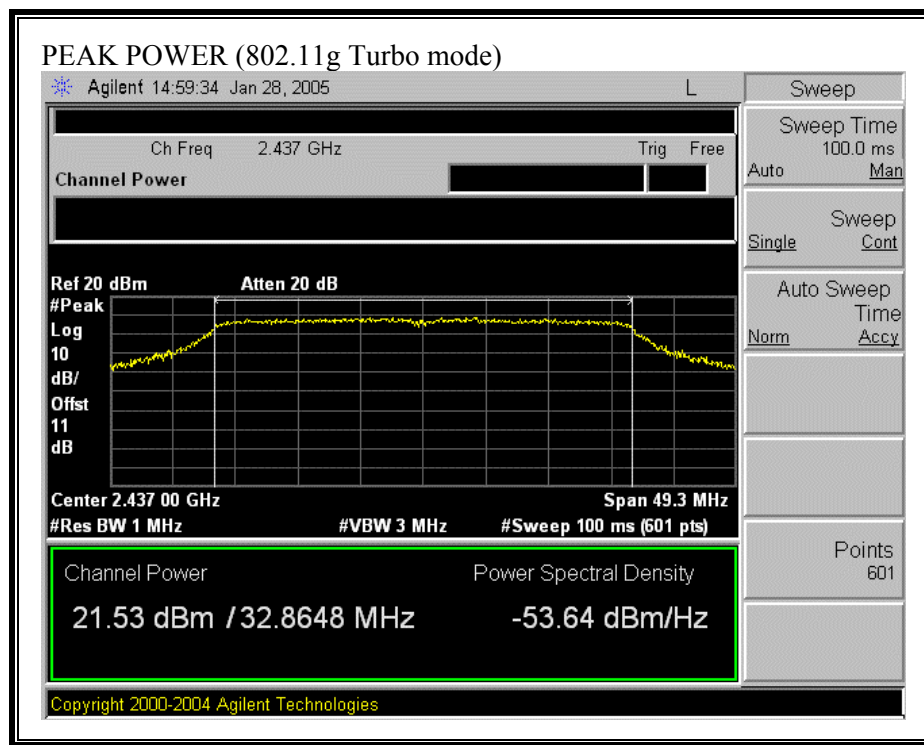 PEAK POWER (802.11g Turbo mode)
Agilent 14:59:34 Jan 28, 2005 L
Sweep
Ch Freq 2.437 GHz Trig Free
Channel Power
Sweep Time
100.0 ms
Auto Man
Sweep
Single Cont
Auto Sweep
Time
Norm Accy
Points
601
Ref 20 dBm Atten 20 dB
#Peak
Log
10
dB/
Offst
11
dB
Center 2.437 00 GHz Span 49.3 MHz
#Res BW 1 MHz #VBW 3 MHz #Sweep 100 ms (601 pts)
Channel Power Power Spectral Density
21.53 dBm / 32.8648 MHz -53.64 dBm/Hz
Copyright 2000-2004 Agilent Technologies